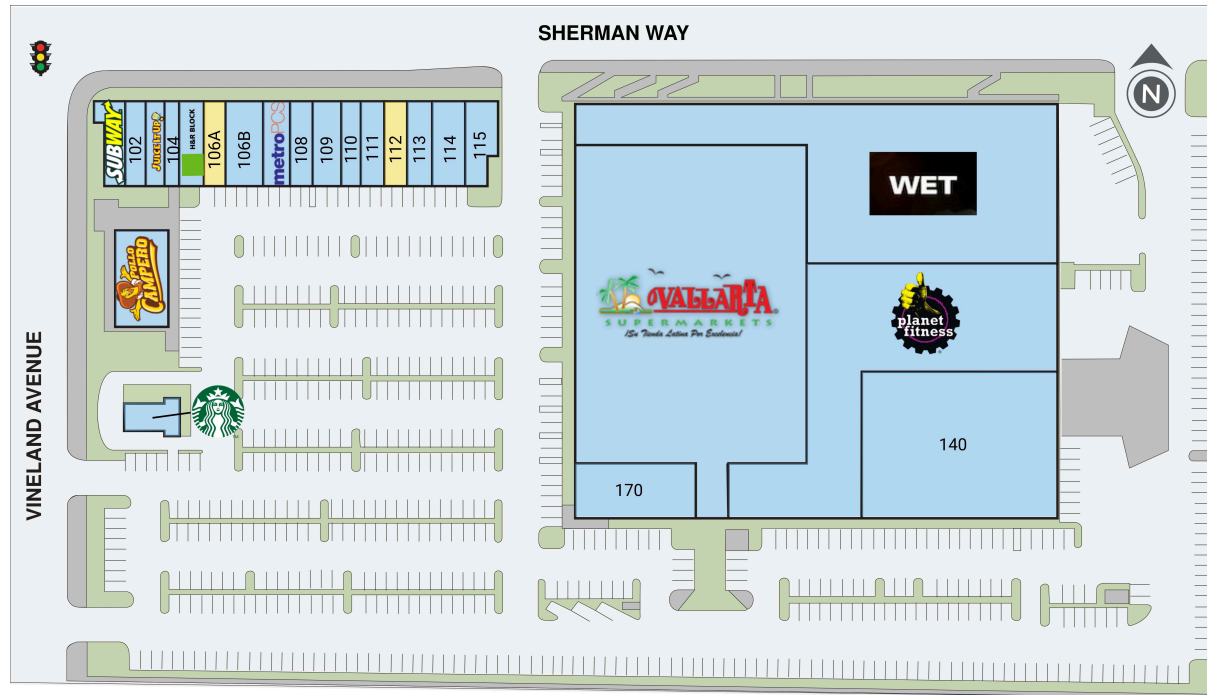 SHERMAN WAY
N
SUBWAY
102
JUICE IT UP!
104
H&R BLOCK
106A
106B
metroPCS
108
109
110
111
112
113
114
115
WET
POLLO
CAMPERO
VALLARTA
SUPERMARKETS
¡Su Tienda Latina Por Excelencia!
planet
fitness
VINELAND AVENUE
140
170